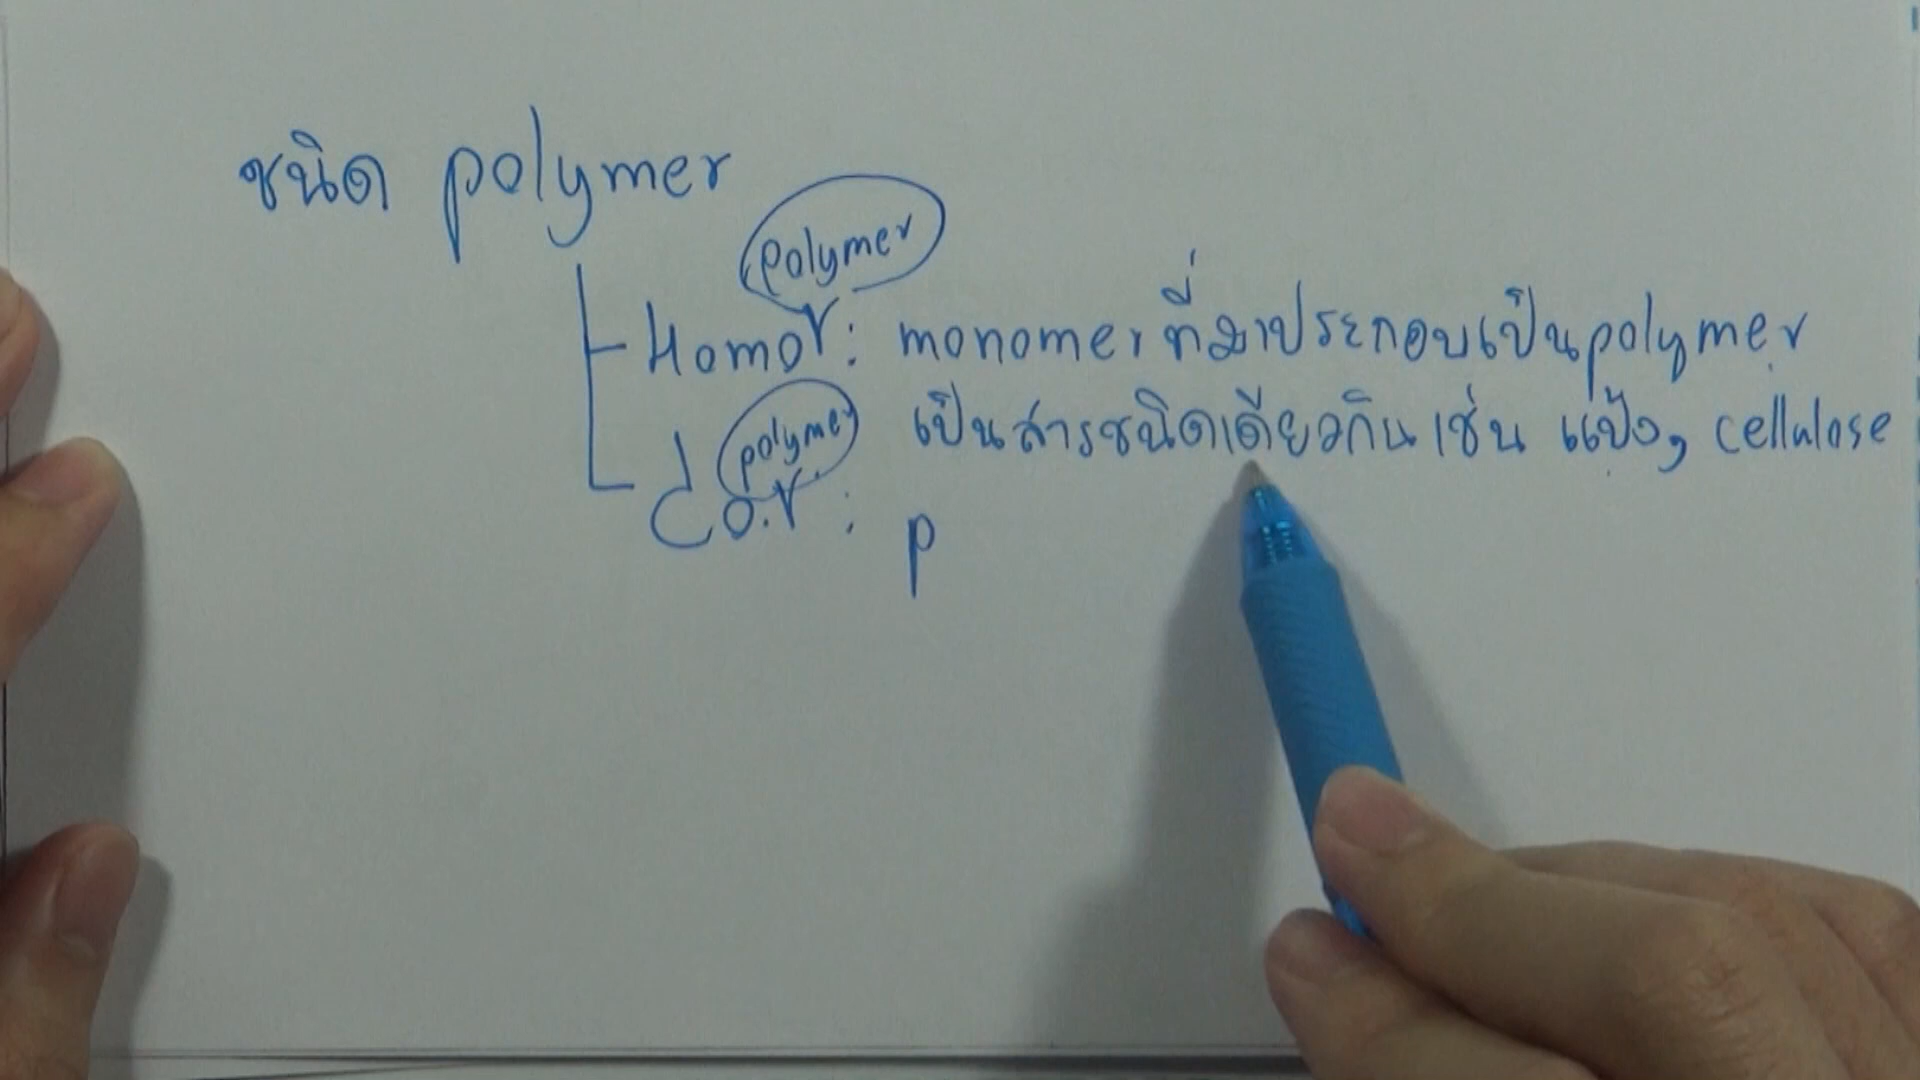 ชนิด polymer
polymer
Homo : monomer ที่มาประกอบเป็น polymer
เป็นสารชนิดเดียวกัน เช่น แป้ง, cellulose
polymer
Co. : p